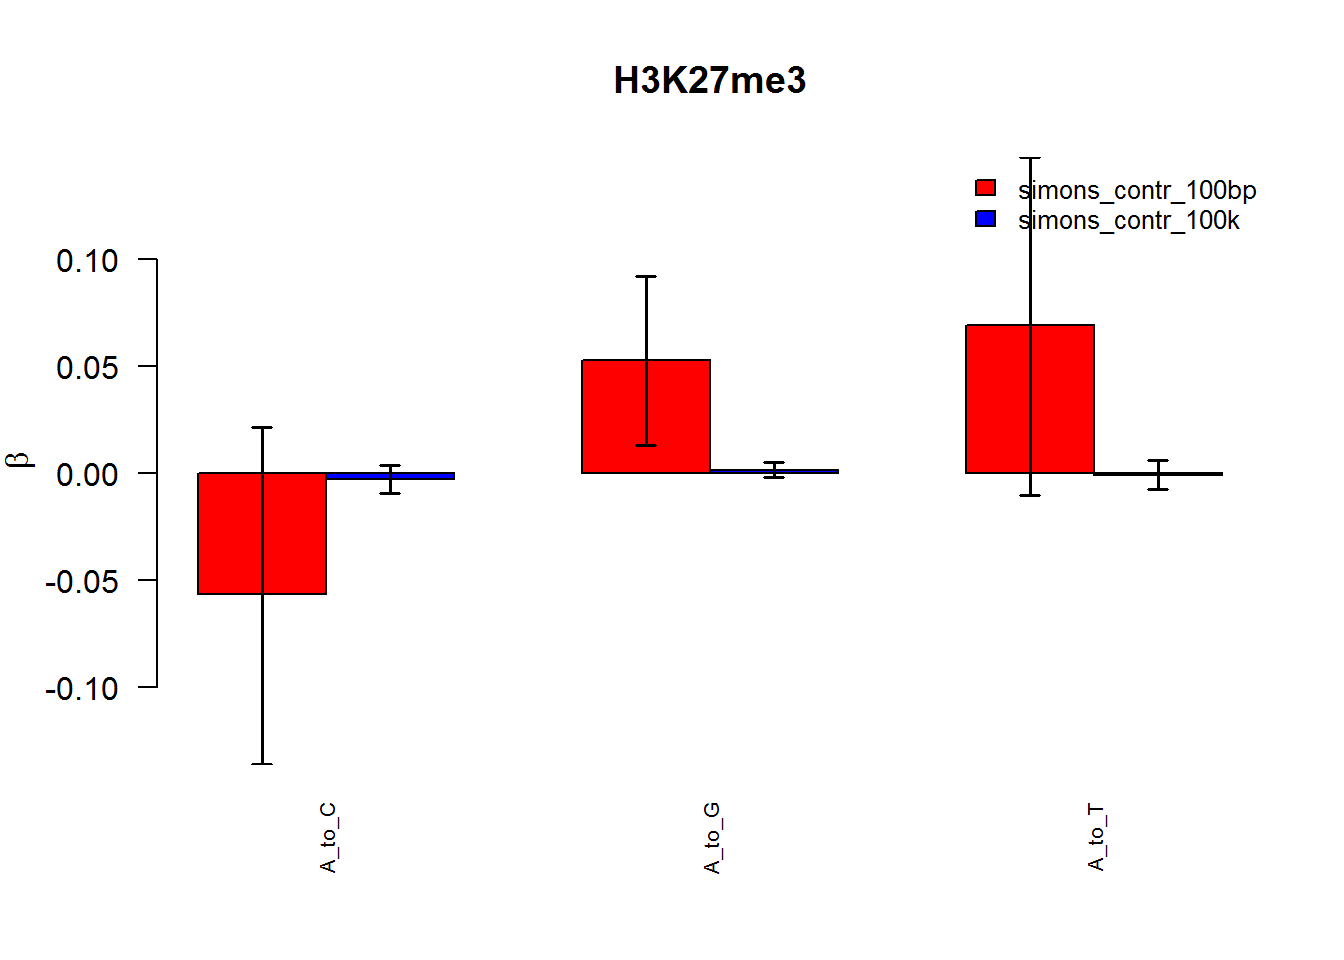 H3K27me3
simons_contr_100bp
simons_contr_100k
0.10
0.05
0.00
-0.05
-0.10
β
A_to_C
A_to_G
A_to_T